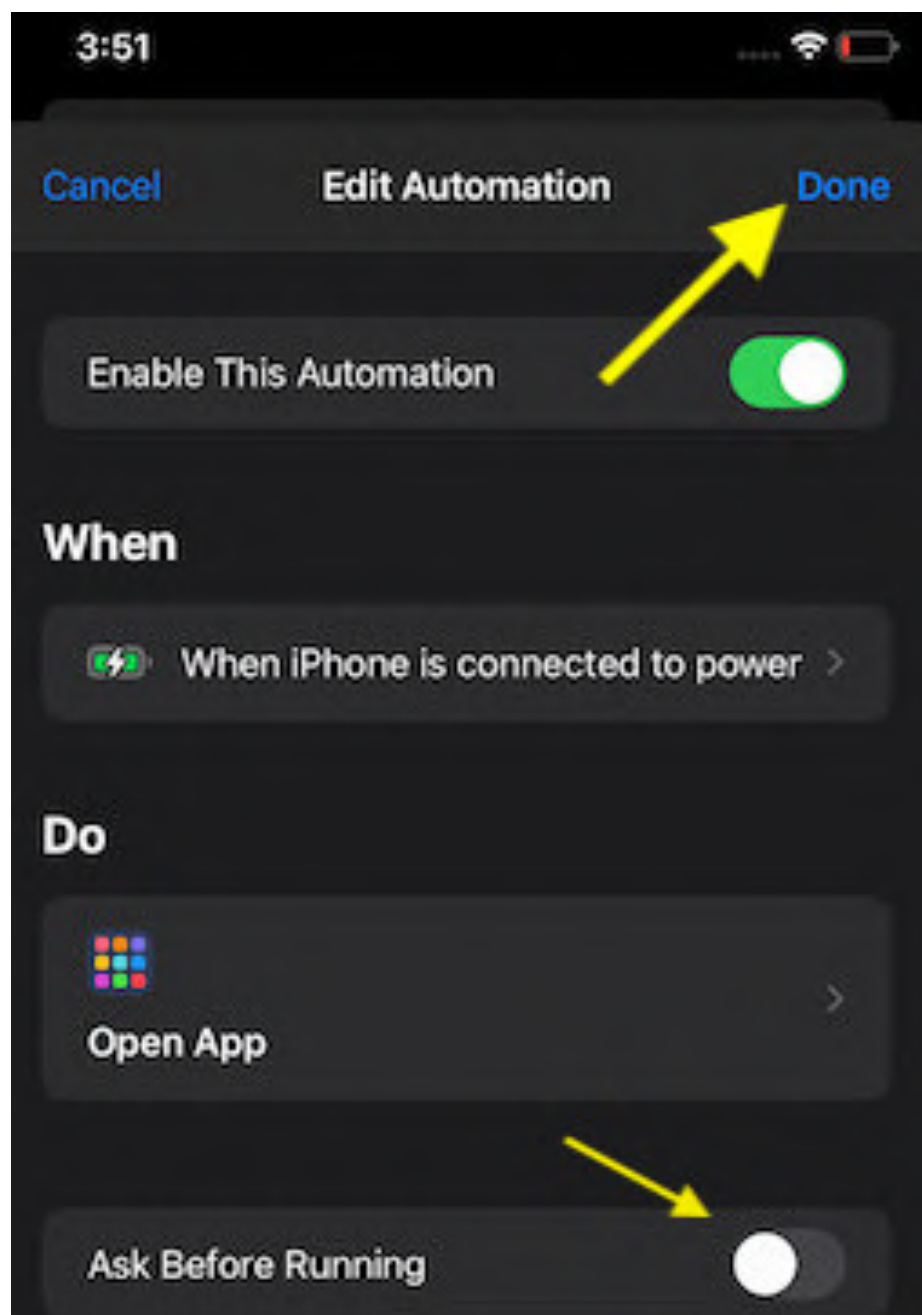 3:51
Cancel Edit Automation Done
Enable This Automation
When
When iPhone is connected to power
Do
Open App
Ask Before Running